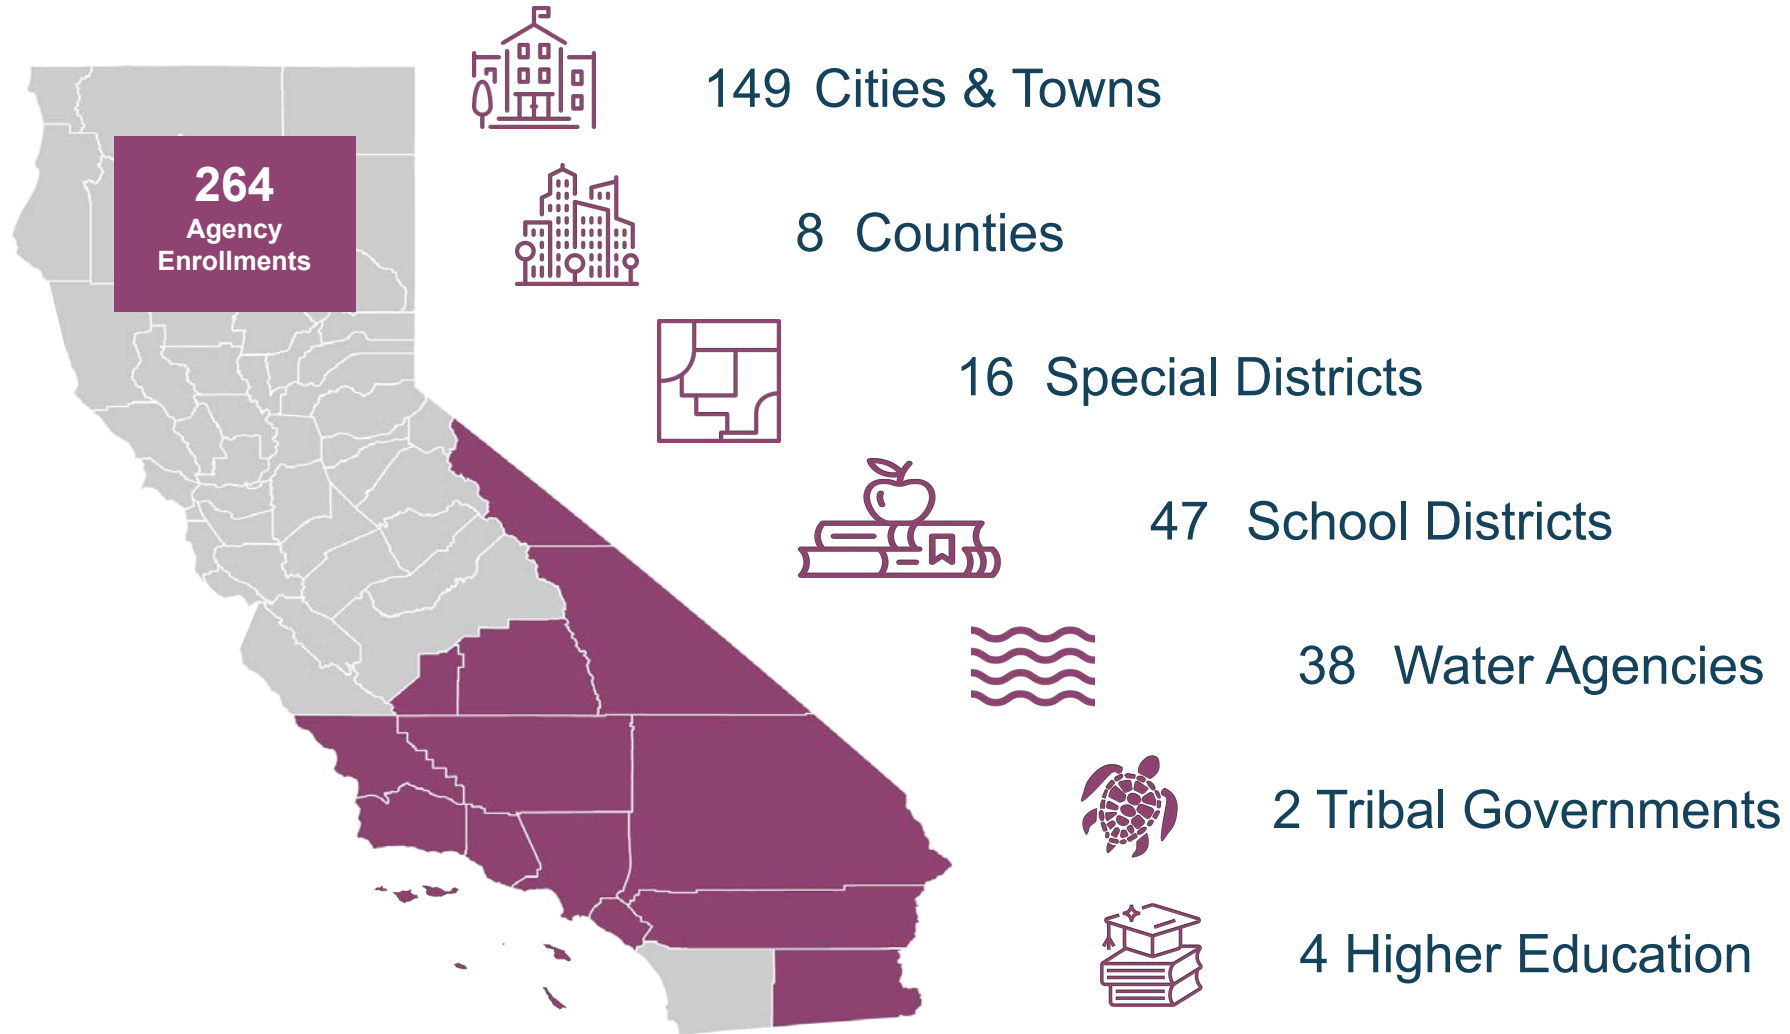 264
Agency
Enrollments
149 Cities & Towns
8 Counties
16 Special Districts
47 School Districts
38 Water Agencies
2 Tribal Governments
4 Higher Education